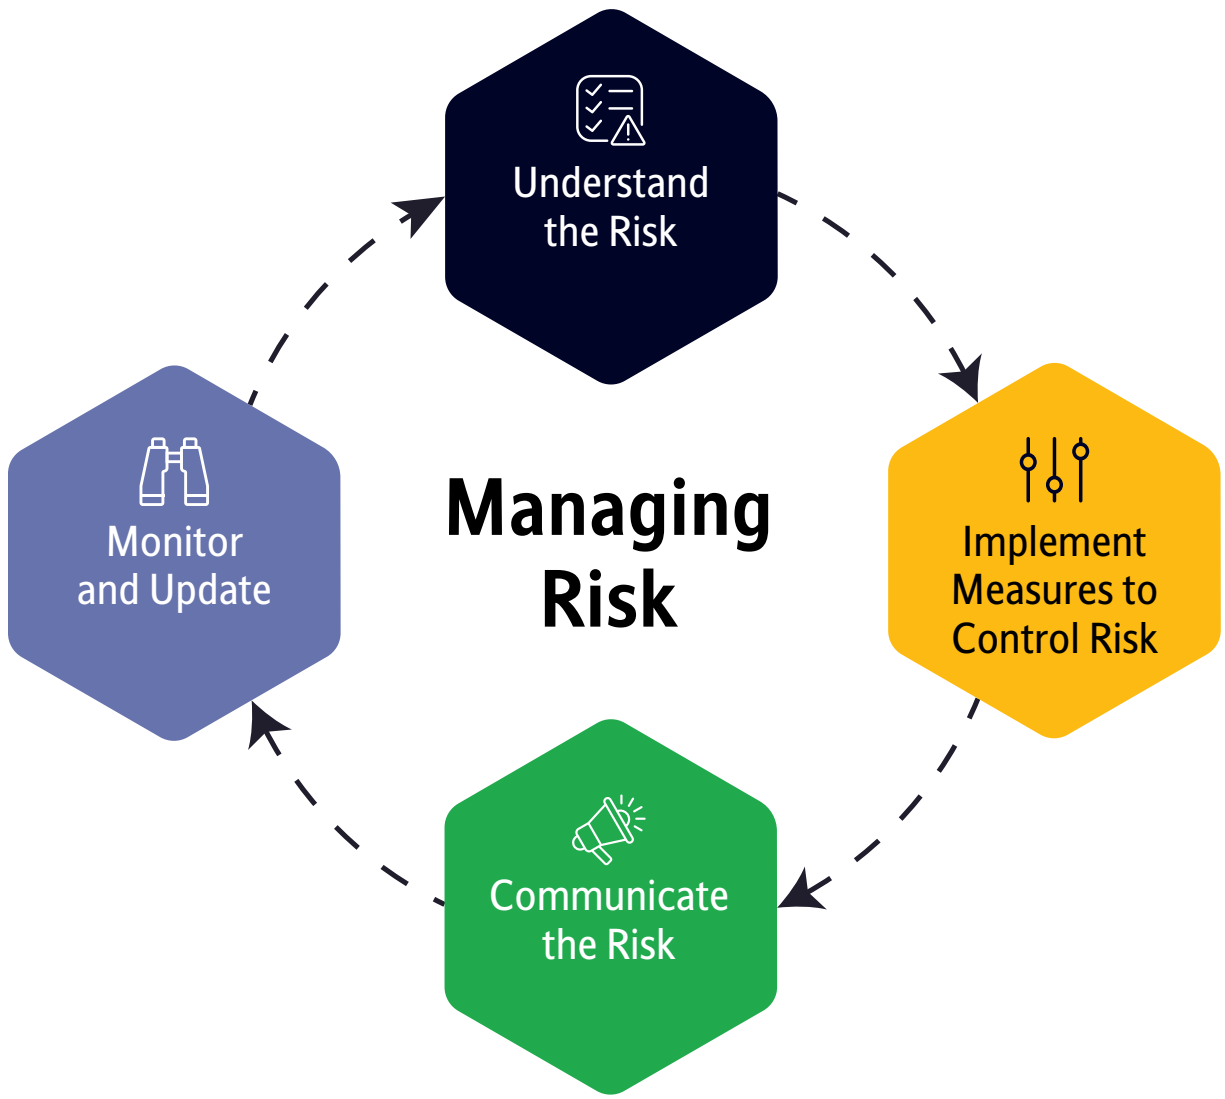 Understand
the Risk
Monitor
and Update
Managing
Risk
Implement
Measures to
Control Risk
Communicate
the Risk